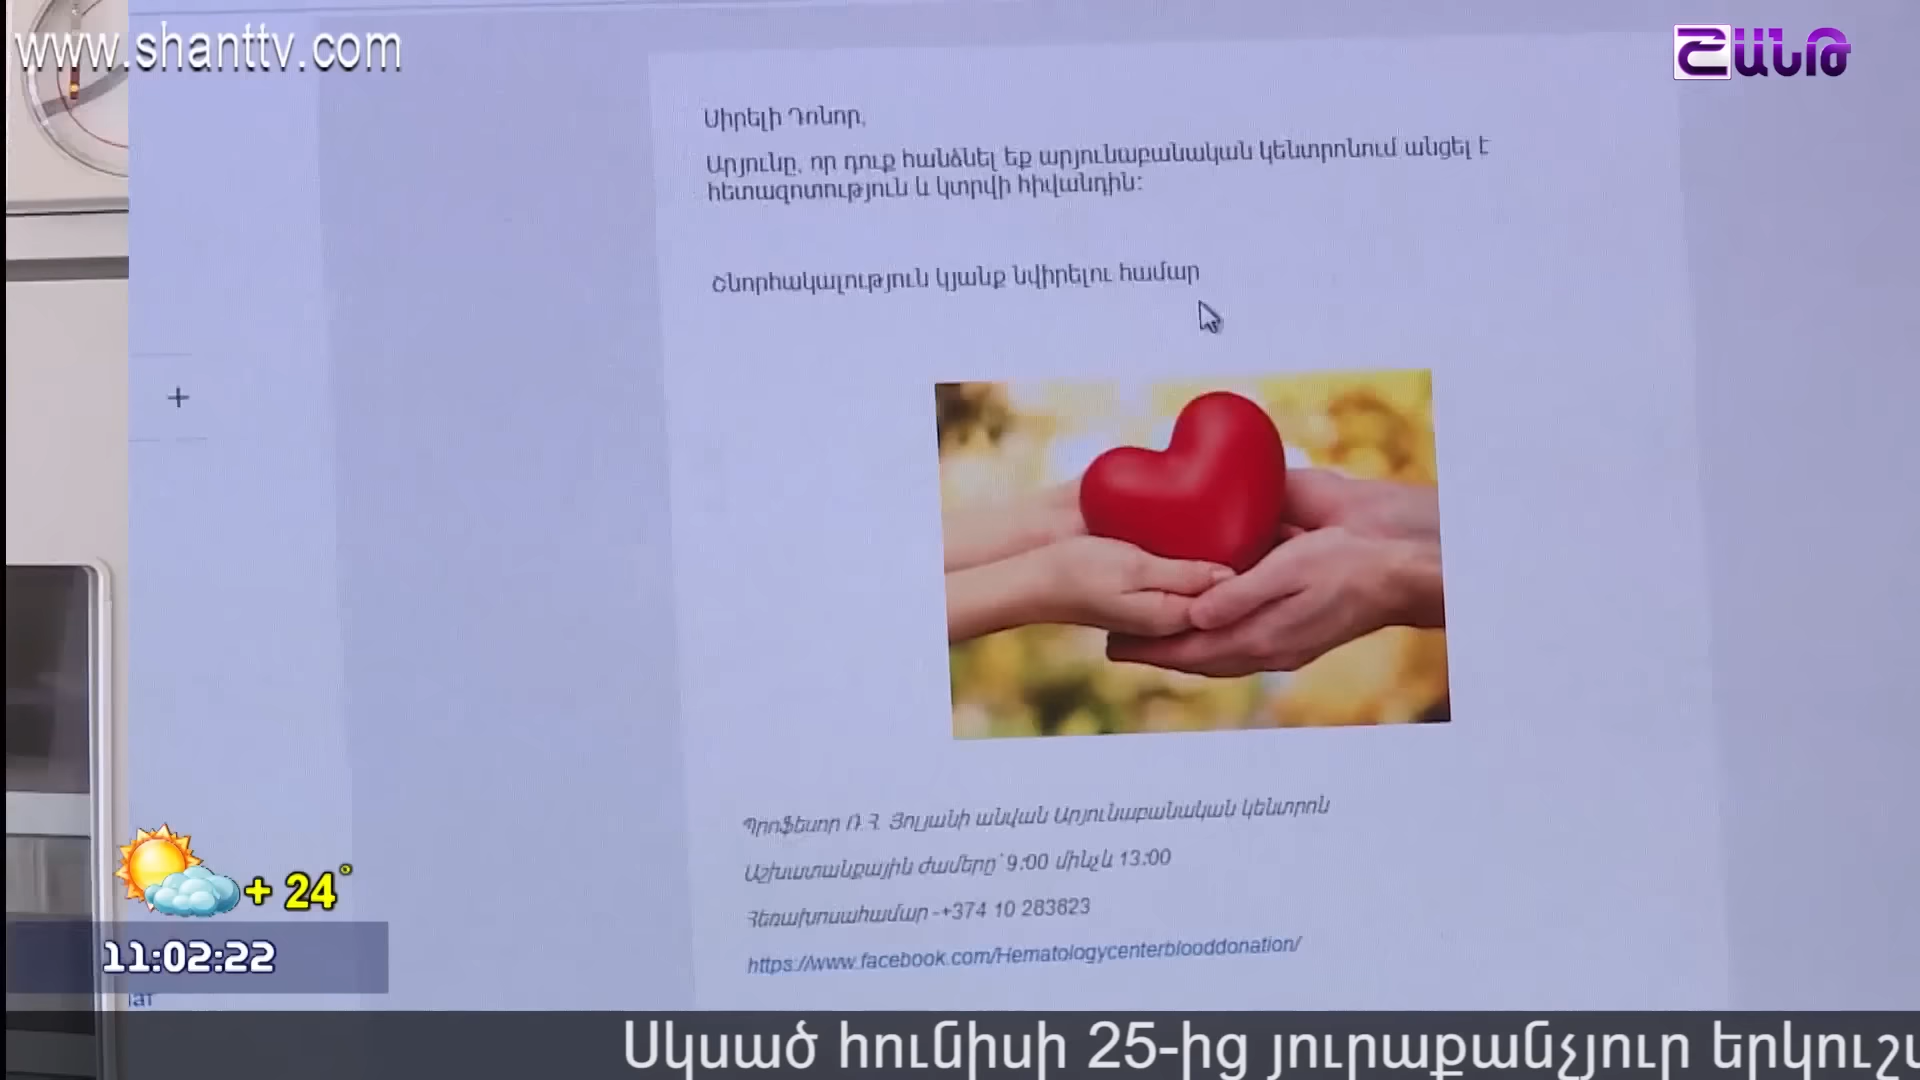 www.shanttv.com
ՇԱՆԹ
Սիրելի Դոնոր,
Արյունը, որ դուք հանձնել եք արյունաբանական կենտրոնում անցել է
հետազոտություն և կտրվի հիվանդին:
Շնորհակալություն կյանք նվիրելու համար
+
Պրոֆեսոր Ռ.Հ. Յոլյանի անվան Արյունաբանական կենտրոն
Աշխատանքային ժամերը՝ 9:00 մինչև 13:00
Հեռախոսահամար -+374 10 283823
https://www.facebook.com/Hematologycenterblooddonation/
+ 24°
11:02:22
Սկսած հունիսի 25-ից յուրաքանչյուր երկուշ